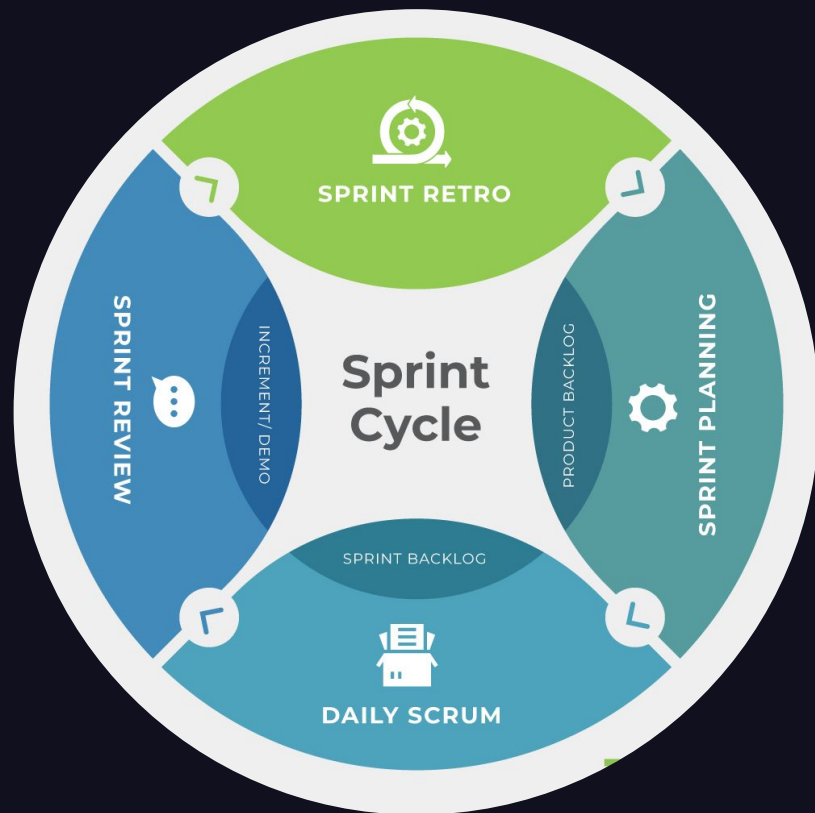 SPRINT RETRO
SPRINT REVIEW
INCREMENT/ DEMO
Sprint
Cycle
PRODUCT BACKLOG
SPRINT PLANNING
SPRINT BACKLOG
DAILY SCRUM